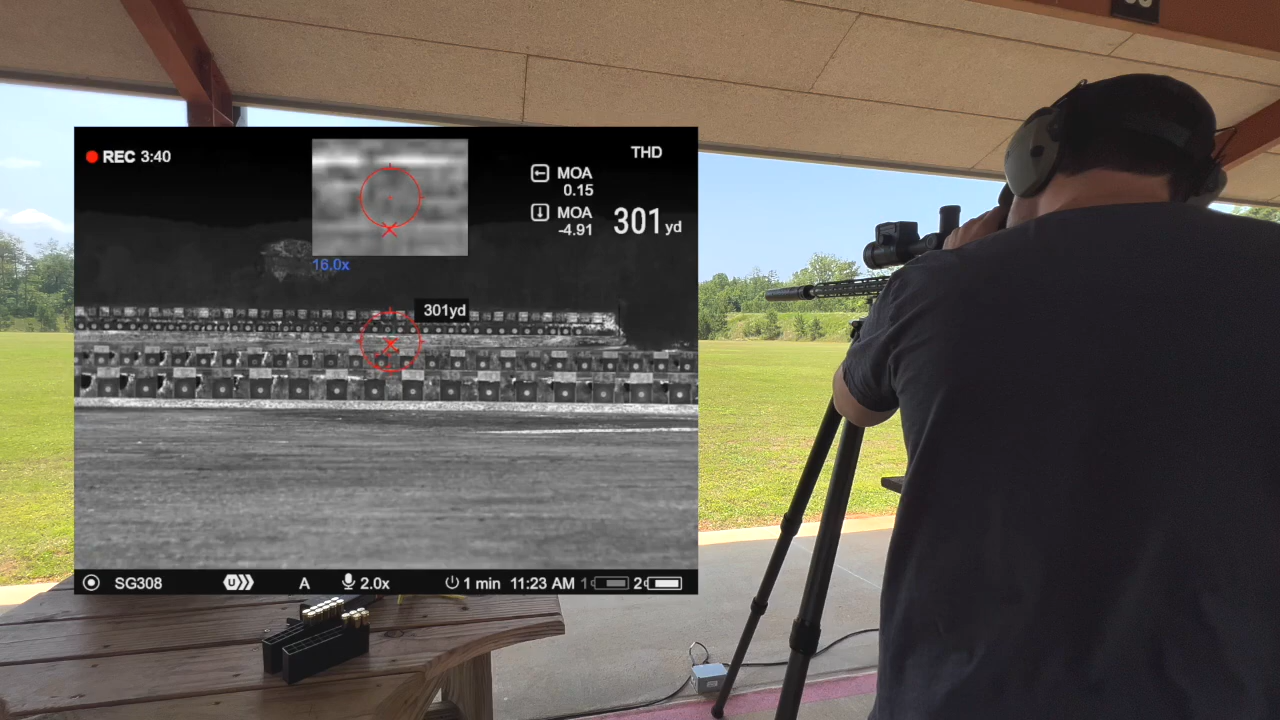 REC 3:40
THD
MOA
0.15
MOA
-4.91
301 yd
16.0x
301yd
SG308
U
A
2.0x
1 min
11:23 AM
1
2